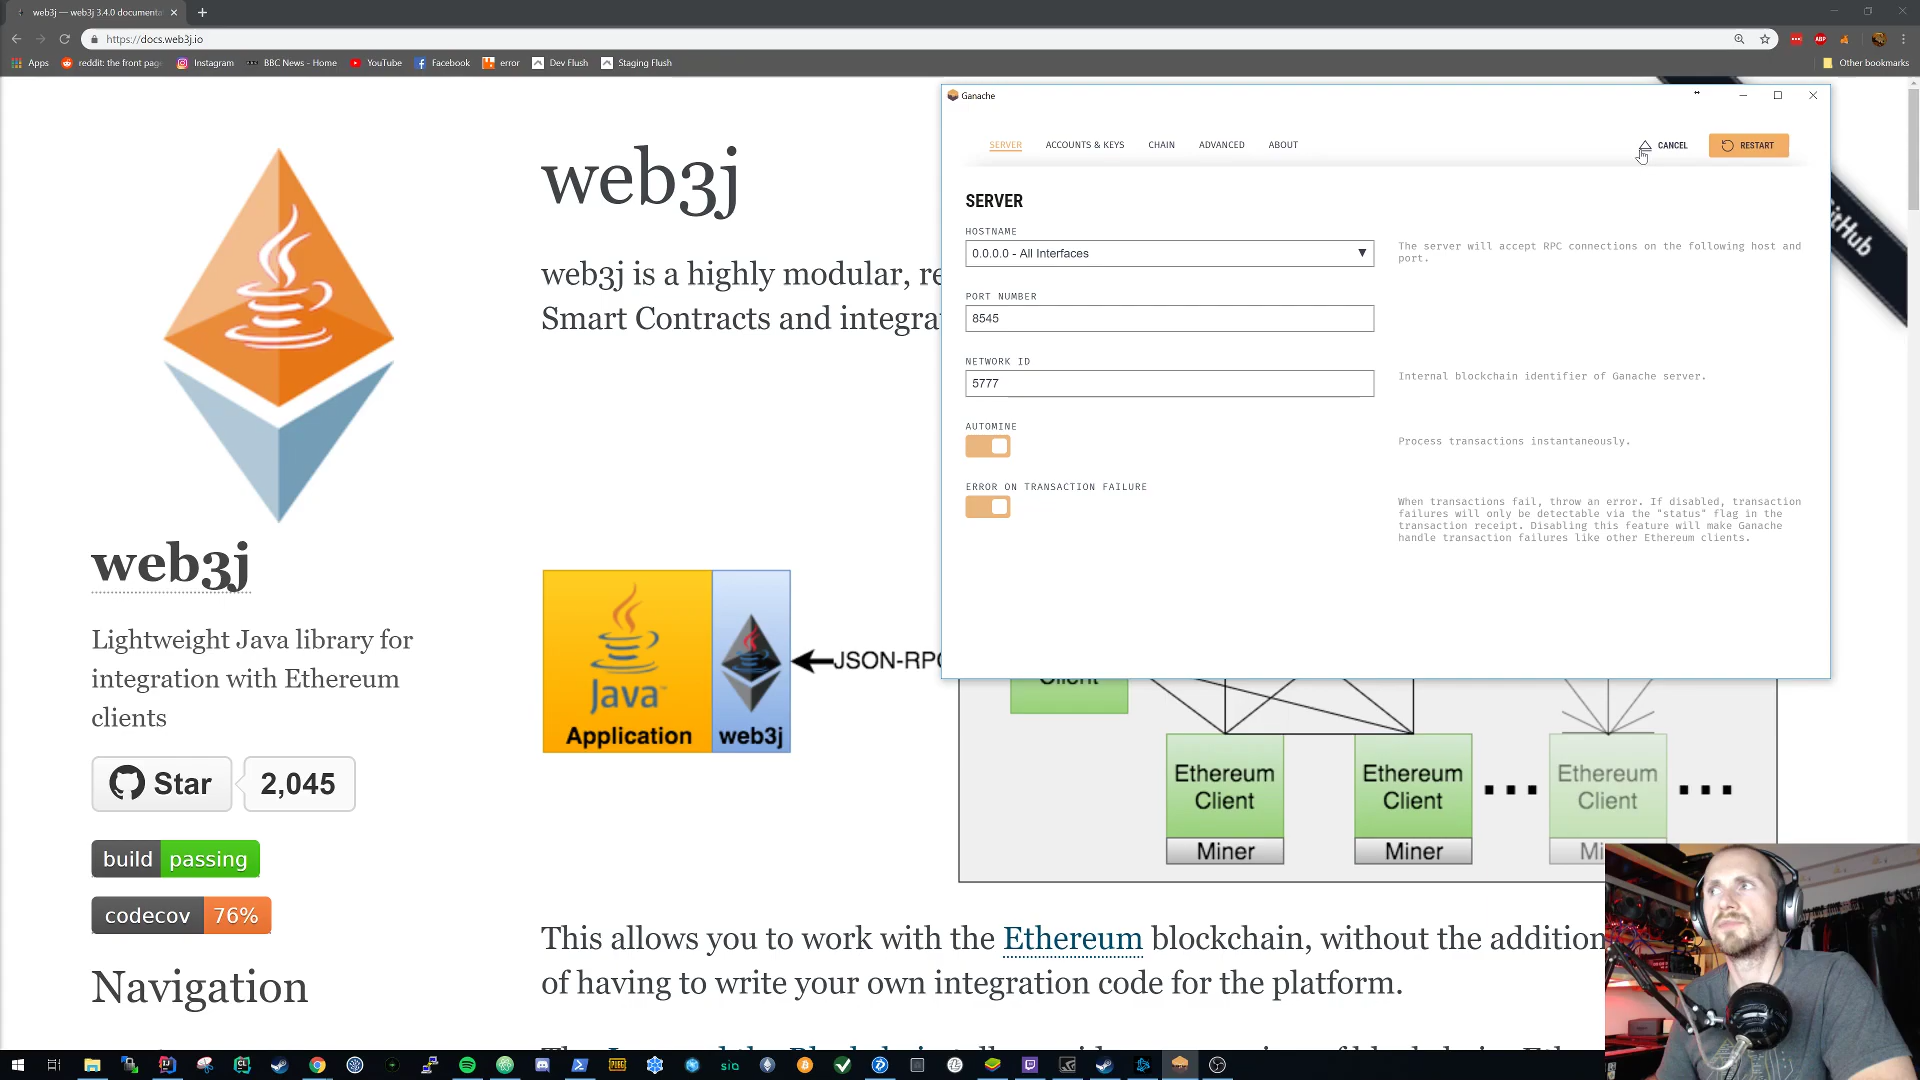 web3j — web3j 3.4.0 documenta
https://docs.web3j.io
Apps
reddit: the front pag
Instagram
BBC News - Home
YouTube
Facebook
error
Dev Flush
Staging Flush
Other bookmarks
ABP
web3j
web3j is a highly modular, re
Smart Contracts and integra
GitHub
Ganache
SERVER
ACCOUNTS & KEYS
CHAIN
ADVANCED
ABOUT
CANCEL
RESTART
SERVER
HOSTNAME
0.0.0.0 - All Interfaces
The server will accept RPC connections on the following host and
port.
PORT NUMBER
8545
NETWORK ID
5777
Internal blockchain identifier of Ganache server.
AUTOMINE
Process transactions instantaneously.
ERROR ON TRANSACTION FAILURE
When transactions fail, throw an error. If disabled, transaction
failures will only be detectable via the "status" flag in the
transaction receipt. Disabling this feature will make Ganache
handle transaction failures like other Ethereum clients.
web3j
Lightweight Java library for
integration with Ethereum
clients
Star
2,045
build passing
codecov 76%
Navigation
Java
Application
web3j
JSON-RPC
Client
Ethereum
Client
Miner
Ethereum
Client
Miner
Ethereum
Client
Mi
This allows you to work with the Ethereum blockchain, without the addition
of having to write your own integration code for the platform.
sia